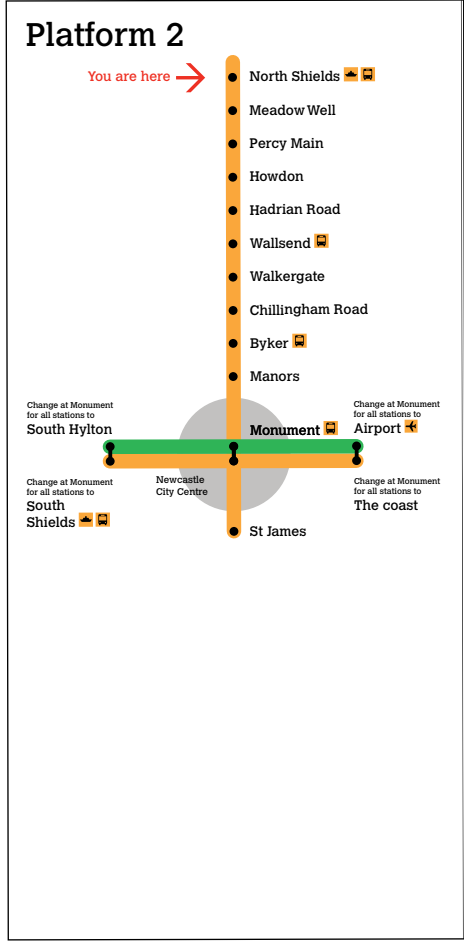 Platform 2
You are here
North Shields
Meadow Well
Percy Main
Howdon
Hadrian Road
Wallsend
Walkergate
Chillingham Road
Byker
Manors
Change at Monument
for all stations to
South Hylton
Monument
Change at Monument
for all stations to
Airport
Change at Monument
for all stations to
South
Shields
Newcastle
City Centre
Change at Monument
for all stations to
The coast
St James